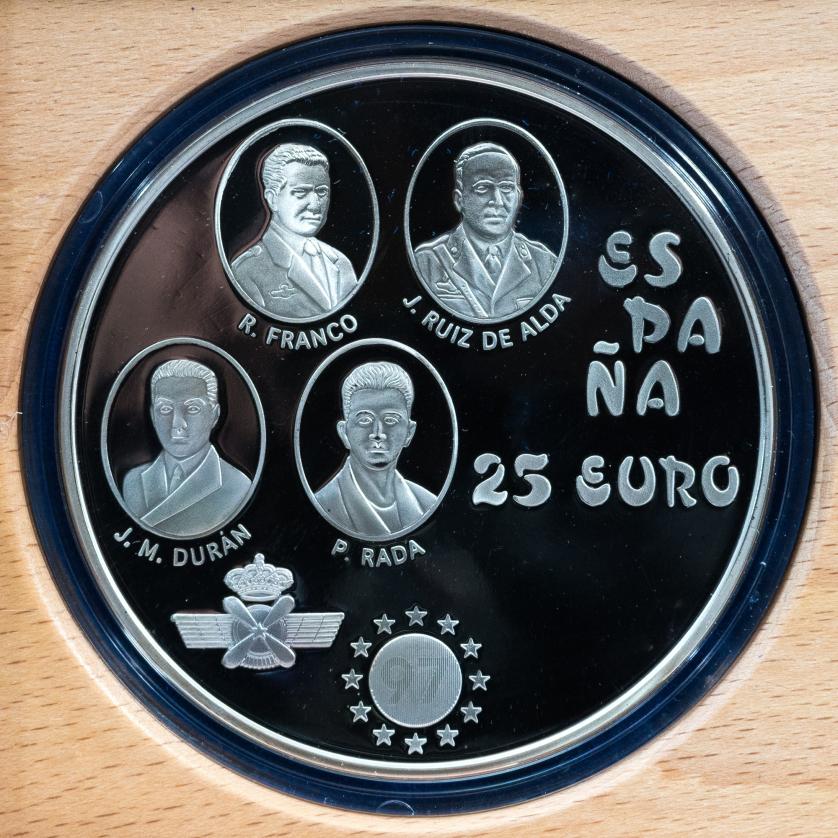 R. FRANCO
J. RUIZ DE ALDA
ES
PA
ÑA
J. M. DURÁN
P. RADA
25 EURO
97